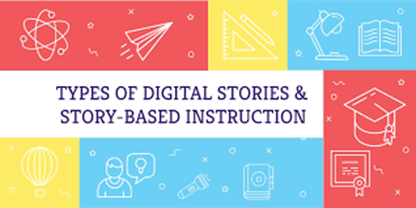 TYPES OF DIGITAL STORIES &
STORY-BASED INSTRUCTION